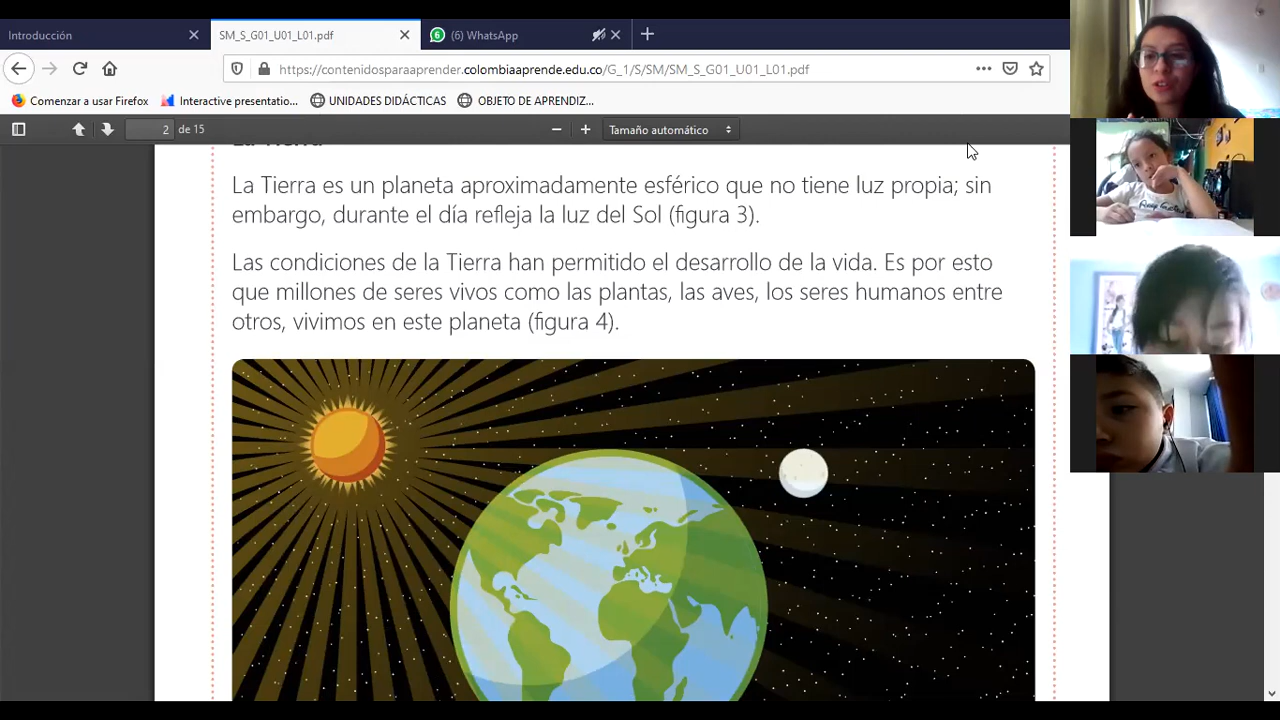 Introducción
SM_S_G01_U01_L01.pdf
6 (6) WhatsApp
https://contenidosparaaprender.colombiaaprende.edu.co/G_1/S/SM/SM_S_G01_U01_L01.pdf
Comenzar a usar Firefox Interactive presentatio... UNIDADES DIDÁCTICAS OBJETO DE APRENDIZ...
2 de 15 Tamaño automático
La Tierra es un planeta aproximadamente esférico que no tiene luz propia; sin
embargo, durante el día refleja la luz del Sol (figura 3).
Las condiciones de la Tierra han permitido el desarrollo de la vida. Es por esto
que millones de seres vivos como las plantas, las aves, los seres humanos entre
otros, vivimos en este planeta (figura 4).